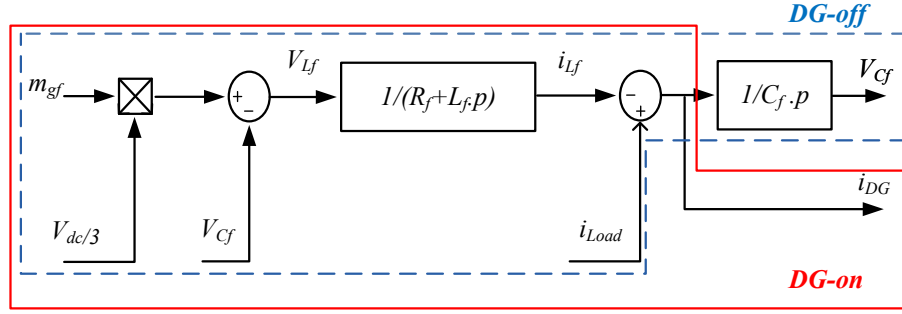 DG-off
m_gf
V_Lf
i_Lf
V_Cf
+
−
1/(R_f+L_f.p)
−
+
1/C_f.p
V_dc/3
V_Cf
i_Load
i_DG
DG-on